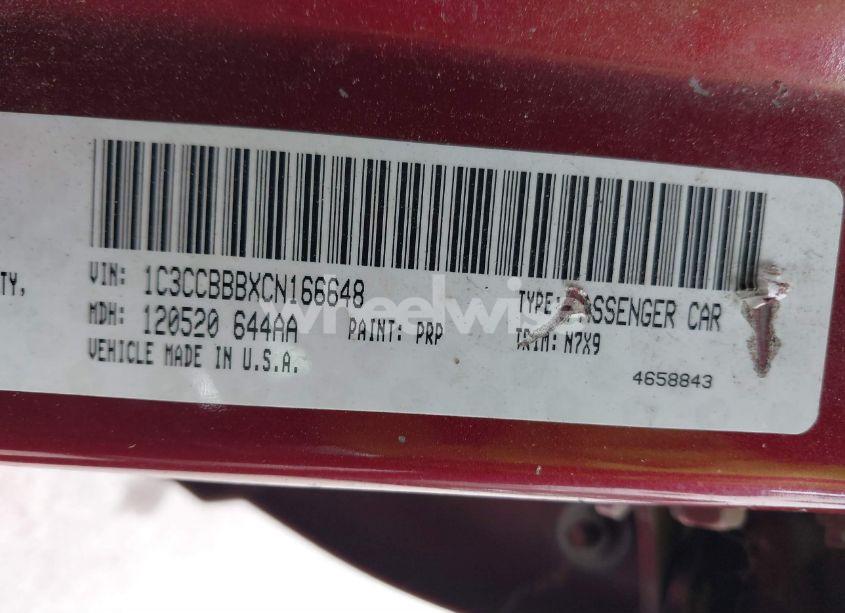 TY,
VIN: 1C3CCBBBXCN166648
TYPE: PASSENGER CAR
MDH: 120520 644AA
PAINT: PRP
TRIM: N7X9
VEHICLE MADE IN U.S.A.
4658843
wheelwise